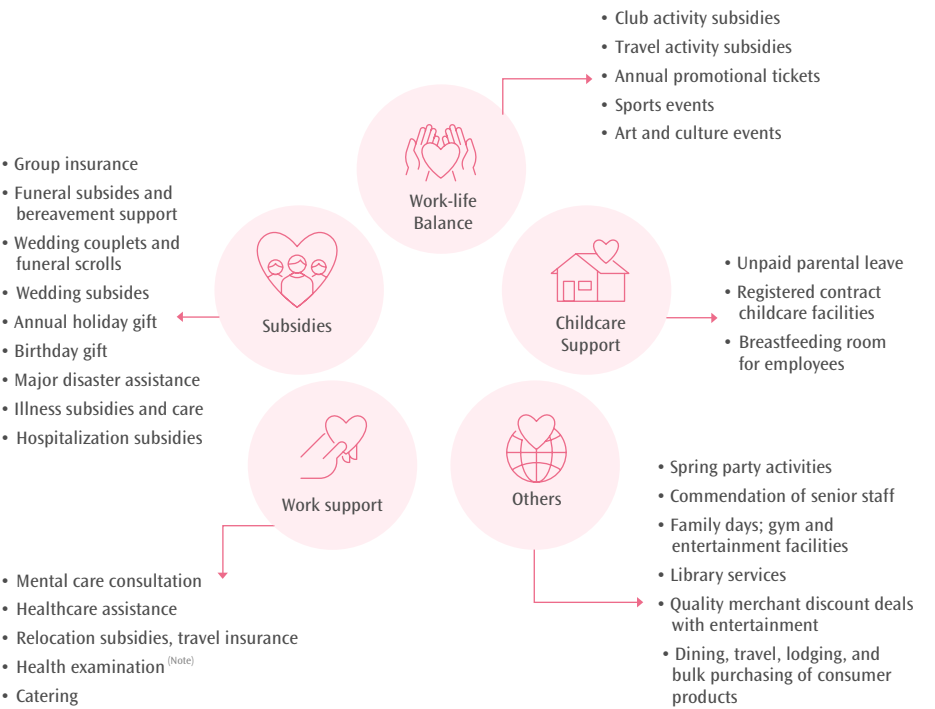 • Club activity subsidies
• Travel activity subsidies
• Annual promotional tickets
• Sports events
• Art and culture events
Work-life
Balance
• Group insurance
• Funeral subsides and
bereavement support
• Wedding couplets and
funeral scrolls
• Wedding subsides
• Annual holiday gift
• Birthday gift
• Major disaster assistance
• Illness subsidies and care
• Hospitalization subsidies
Subsidies
Childcare
Support
• Unpaid parental leave
• Registered contract
childcare facilities
• Breastfeeding room
for employees
Work support
• Mental care consultation
• Healthcare assistance
• Relocation subsidies, travel insurance
• Health examination (Note)
• Catering
Others
• Spring party activities
• Commendation of senior staff
• Family days; gym and
entertainment facilities
• Library services
• Quality merchant discount deals
with entertainment
• Dining, travel, lodging, and
bulk purchasing of consumer
products